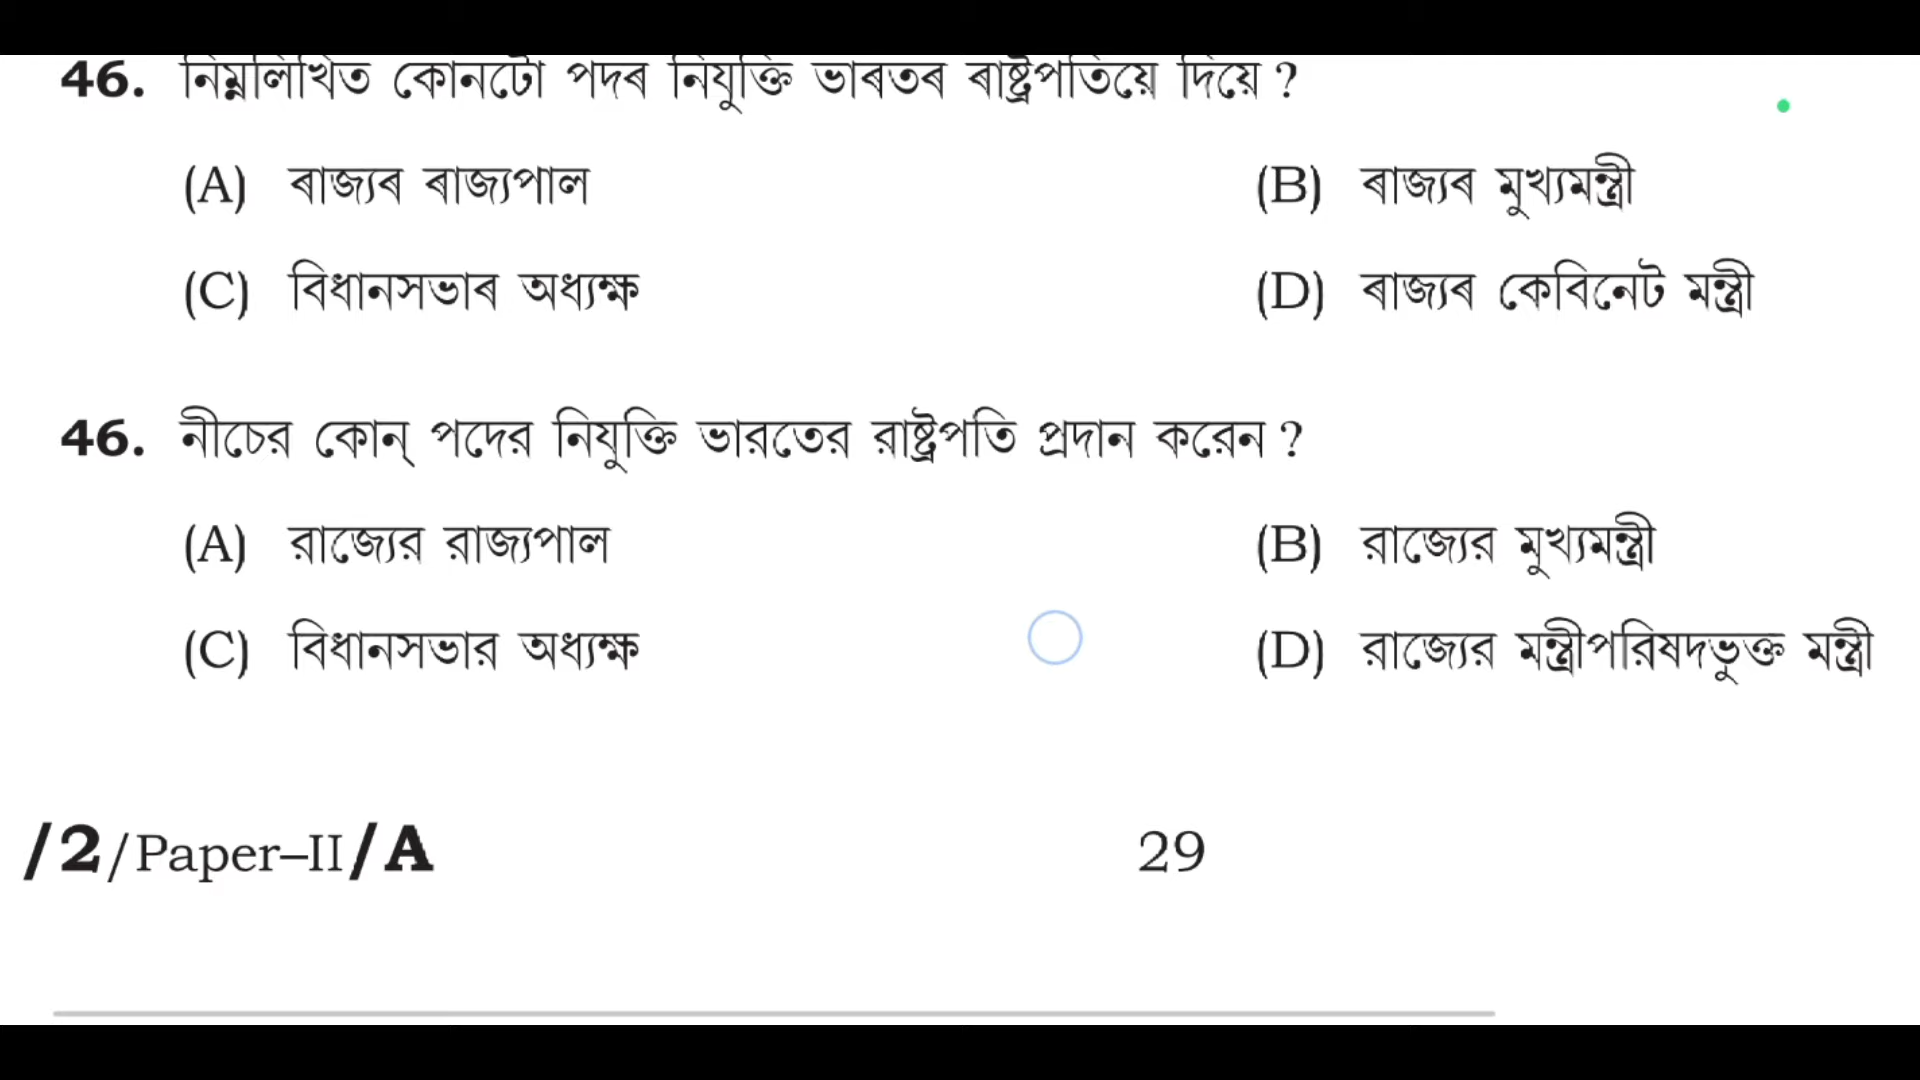 46. নিম্নলিখিত কোনটো পদৰ নিযুক্তি ভাৰতৰ ৰাষ্ট্ৰপতিয়ে দিয়ে ?
(A) ৰাজ্যৰ ৰাজ্যপাল (B) ৰাজ্যৰ মুখ্যমন্ত্ৰী
(C) বিধানসভাৰ অধ্যক্ষ (D) ৰাজ্যৰ কেবিনেট মন্ত্ৰী
46. নীচের কোন্ পদের নিযুক্তি ভারতের রাষ্ট্রপতি প্রদান করেন ?
(A) রাজ্যের রাজ্যপাল (B) রাজ্যের মুখ্যমন্ত্রী
(C) বিধানসভার অধ্যক্ষ (D) রাজ্যের মন্ত্রীপরিষদভুক্ত মন্ত্রী
/2/Paper–II/A 29